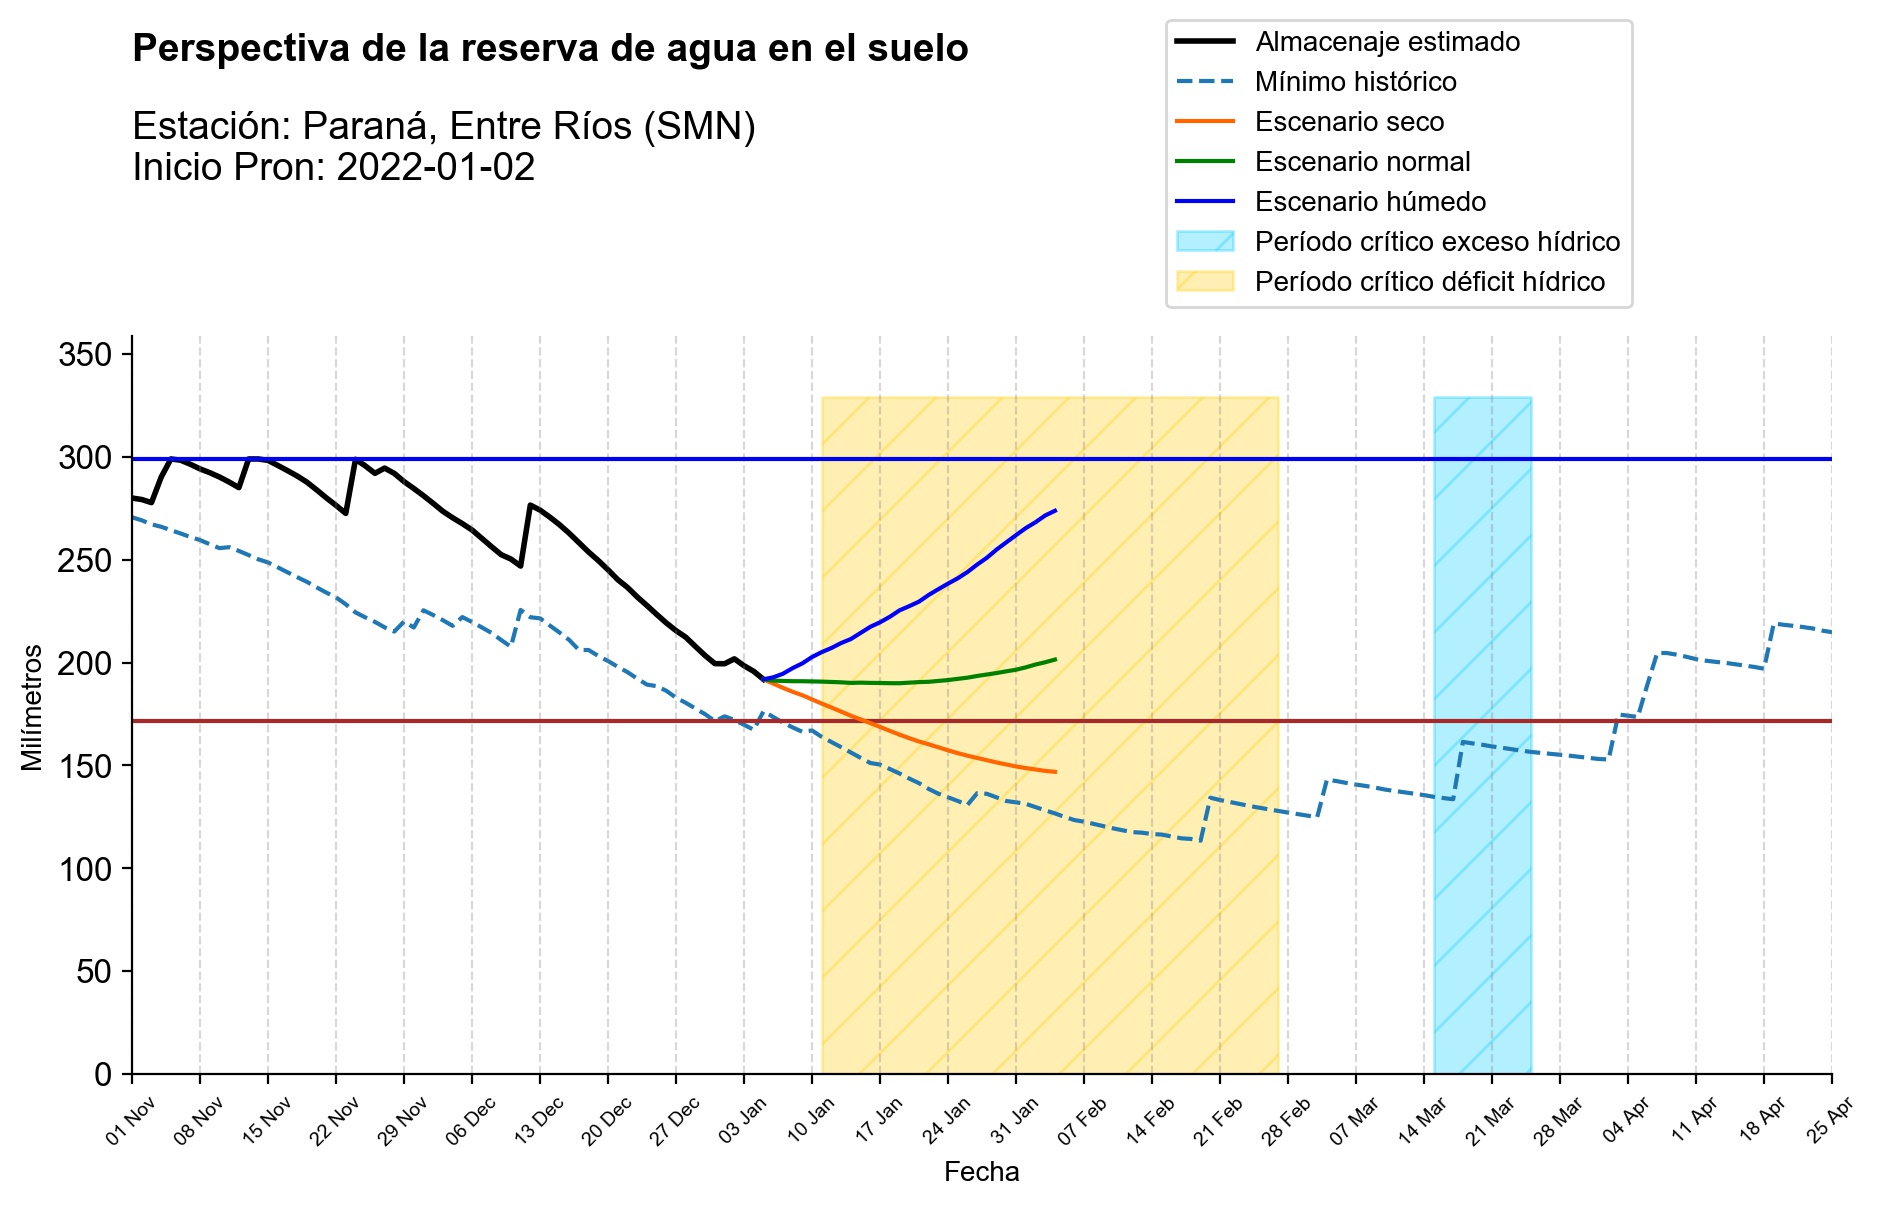 Perspectiva de la reserva de agua en el suelo
Estación: Paraná, Entre Ríos (SMN)
Inicio Pron: 2022-01-02
Almacenaje estimado
Mínimo histórico
Escenario seco
Escenario normal
Escenario húmedo
Período crítico exceso hídrico
Período crítico déficit hídrico
350
300
250
200
150
100
50
0
Milímetros
01 Nov
08 Nov
15 Nov
22 Nov
29 Nov
06 Dec
13 Dec
20 Dec
27 Dec
03 Jan
10 Jan
17 Jan
24 Jan
31 Jan
07 Feb
14 Feb
21 Feb
28 Feb
07 Mar
14 Mar
21 Mar
28 Mar
04 Apr
11 Apr
18 Apr
25 Apr
Fecha